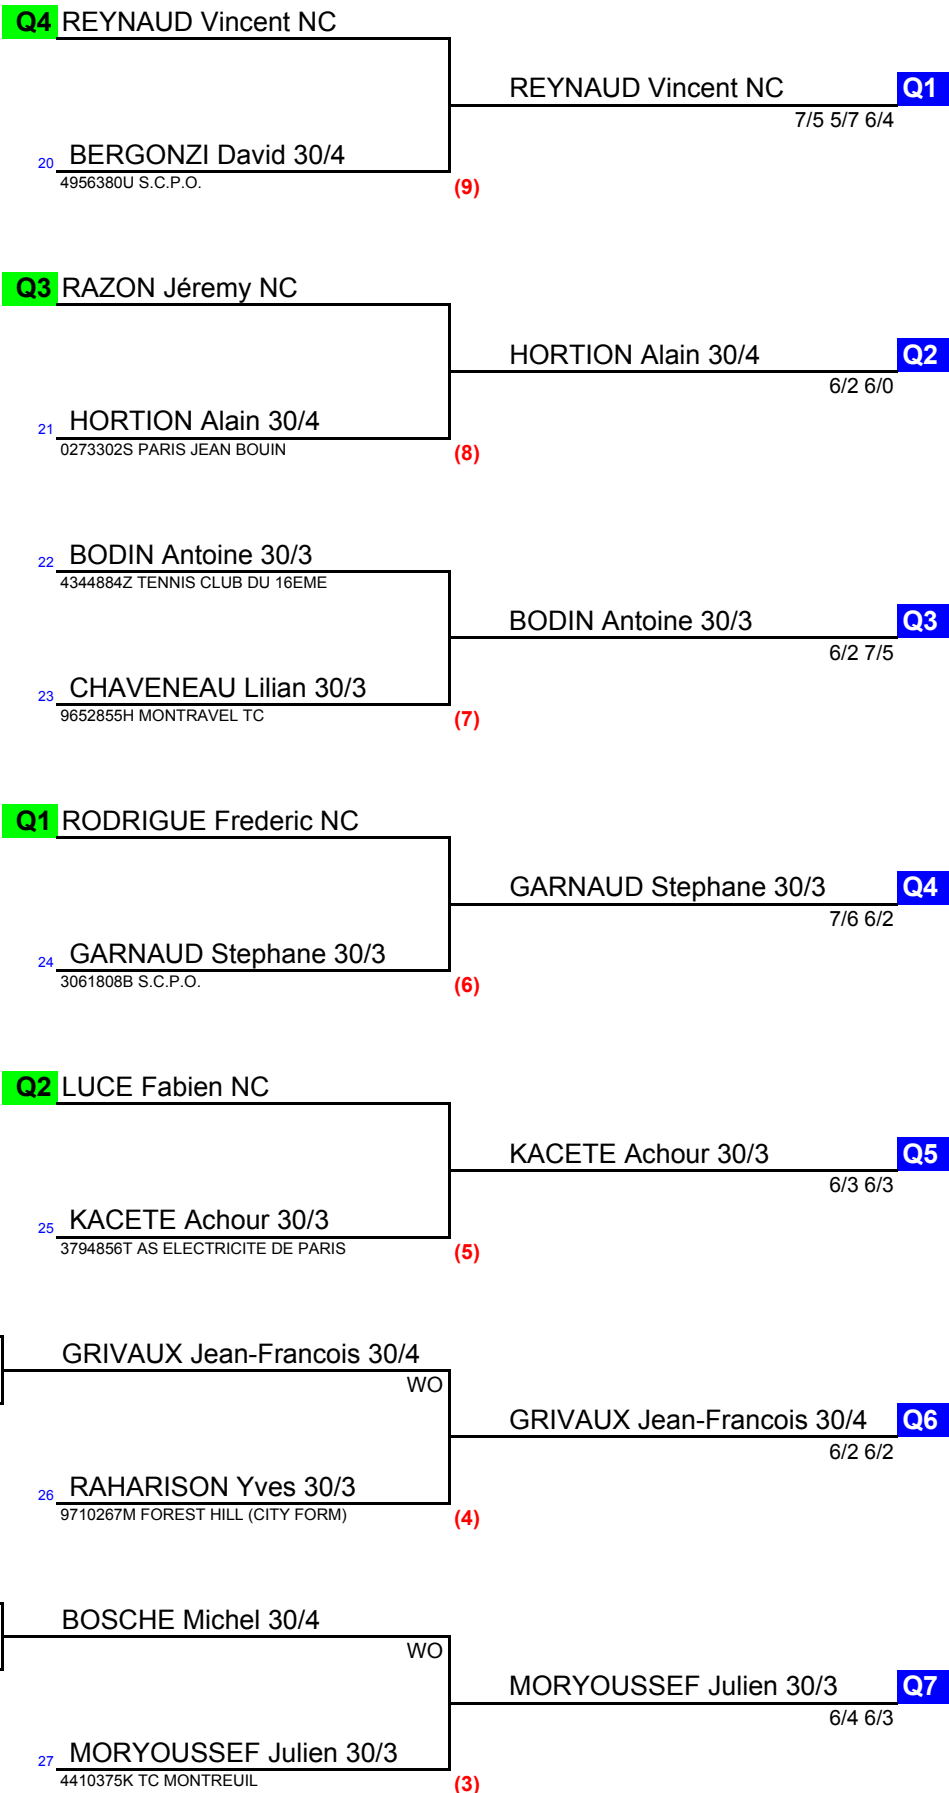 Q4 REYNAUD Vincent NC
REYNAUD Vincent NC Q1
7/5 5/7 6/4
20 BERGONZI David 30/4
4956380U S.C.P.O.
(9)
Q3 RAZON Jéremy NC
HORTION Alain 30/4 Q2
6/2 6/0
21 HORTION Alain 30/4
0273302S PARIS JEAN BOUIN
(8)
22 BODIN Antoine 30/3
4344884Z TENNIS CLUB DU 16EME
BODIN Antoine 30/3 Q3
6/2 7/5
23 CHAVENEAU Lilian 30/3
9652855H MONTRAVEL TC
(7)
Q1 RODRIGUE Frederic NC
GARNAUD Stephane 30/3 Q4
7/6 6/2
24 GARNAUD Stephane 30/3
3061808B S.C.P.O.
(6)
Q2 LUCE Fabien NC
KACETE Achour 30/3 Q5
6/3 6/3
25 KACETE Achour 30/3
3794856T AS ELECTRICITE DE PARIS
(5)
GRIVAUX Jean-Francois 30/4
WO
GRIVAUX Jean-Francois 30/4 Q6
6/2 6/2
26 RAHARISON Yves 30/3
9710267M FOREST HILL (CITY FORM)
(4)
BOSCHE Michel 30/4
WO
MORYOUSSEF Julien 30/3 Q7
6/4 6/3
27 MORYOUSSEF Julien 30/3
4410375K TC MONTREUIL
(3)